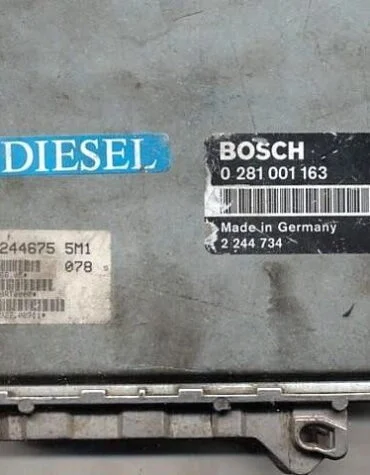 DIESEL
BOSCH
0 281 001 163
Made in Germany
2 244 734
244675 5M1
078